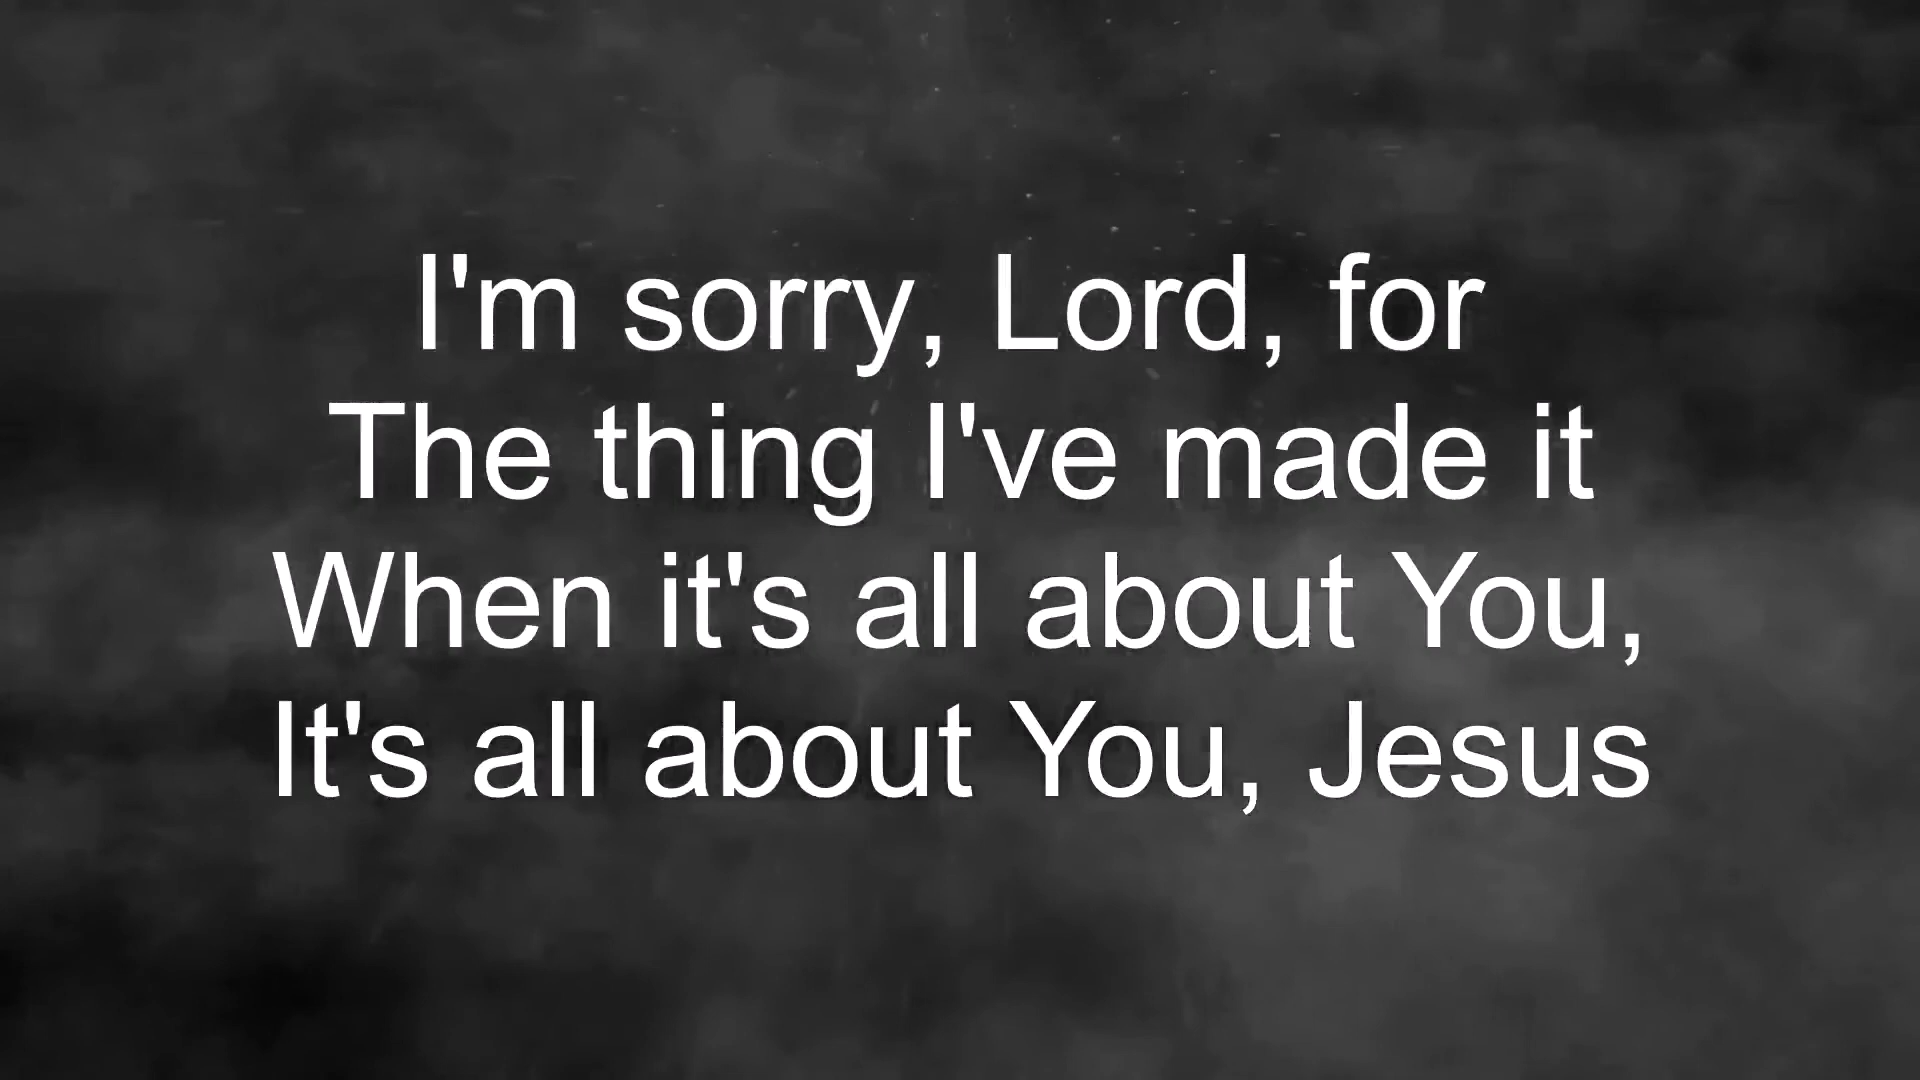 I'm sorry, Lord, for
The thing I've made it
When it's all about You,
It's all about You, Jesus